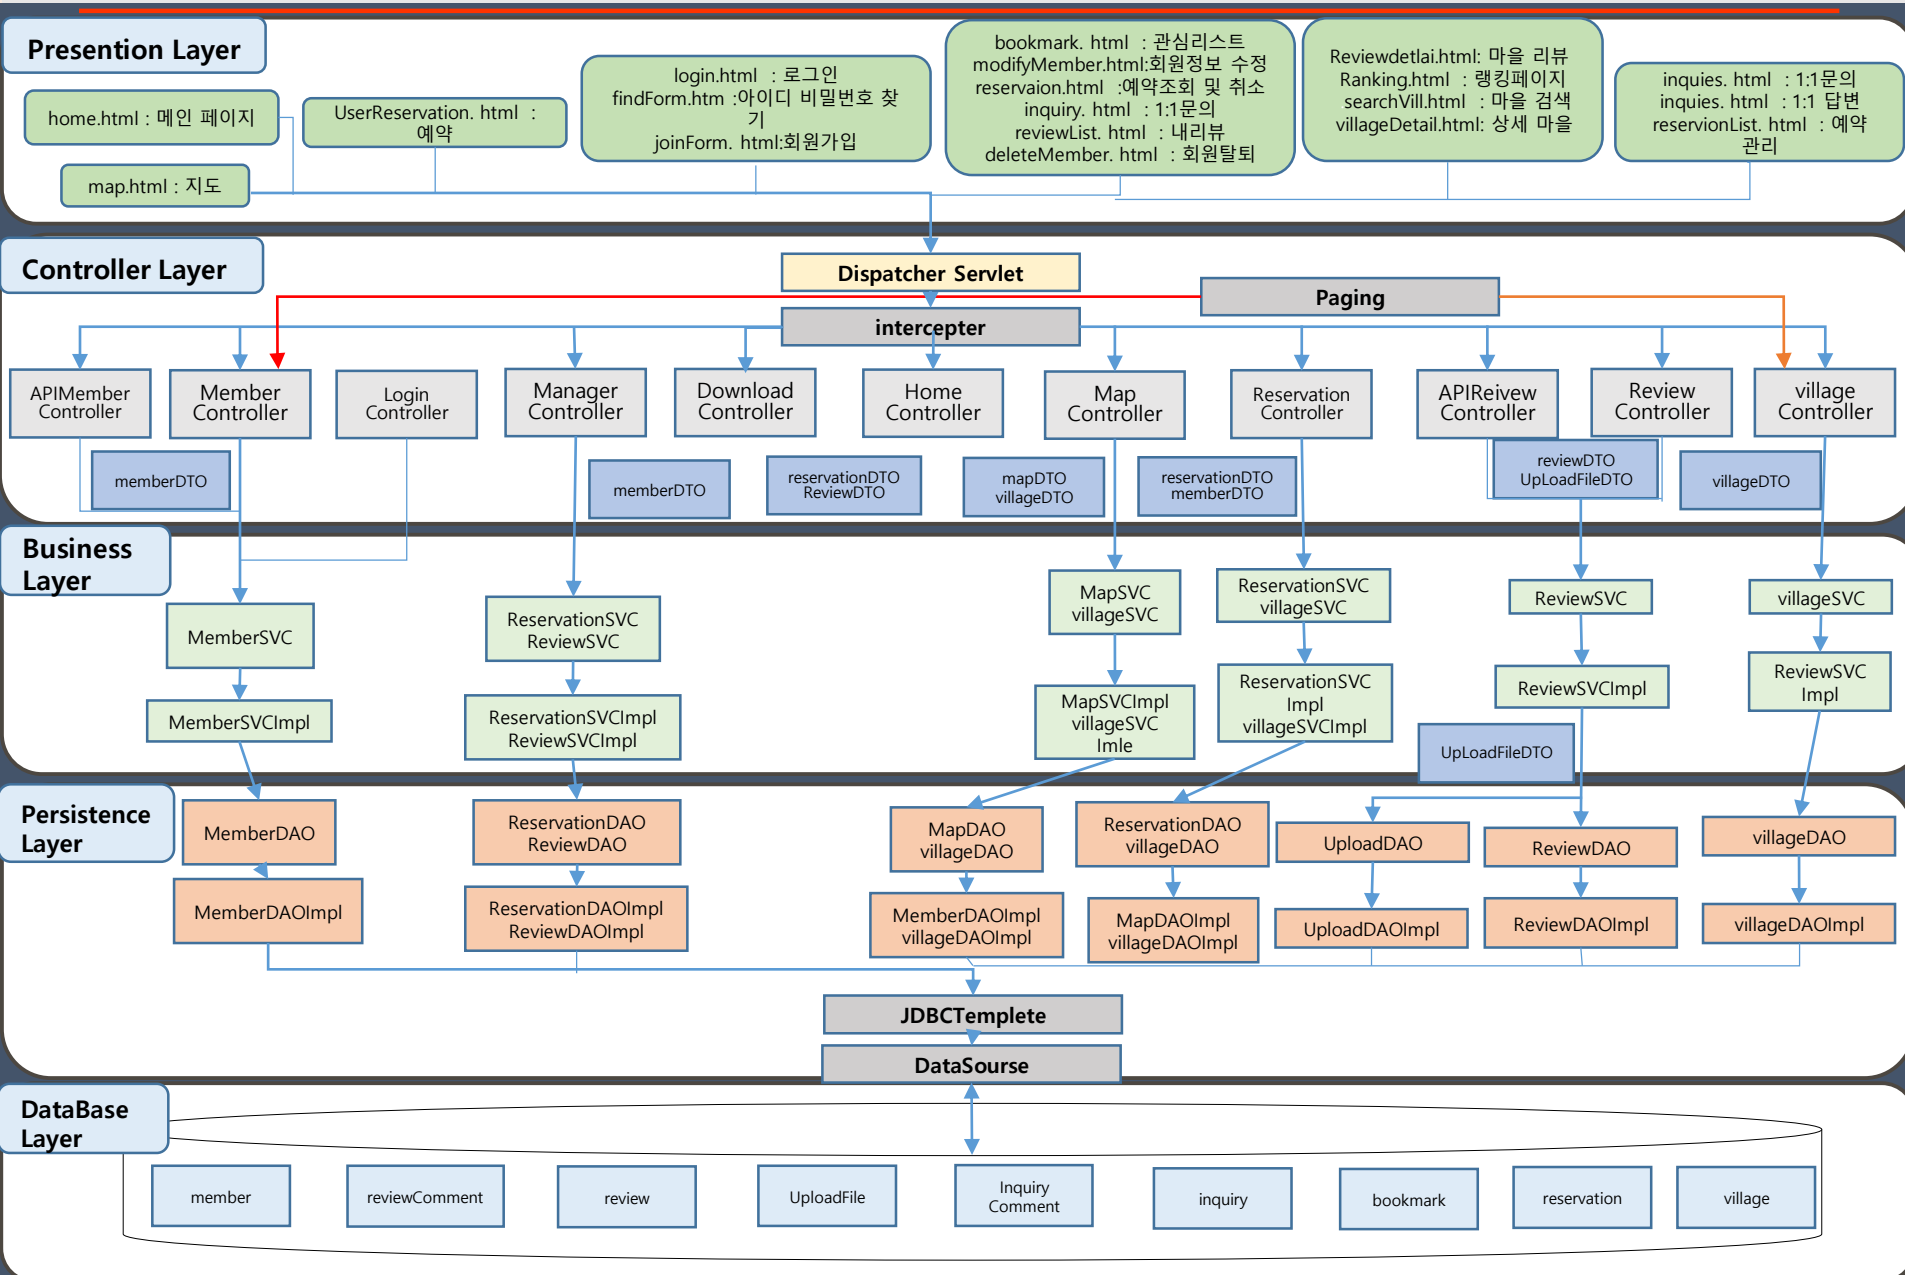 Presention Layer
home.html : 메인 페이지
map.html : 지도
UserReservation. html :
예약
login.html : 로그인
findForm.htm :아이디 비밀번호 찾
기
joinForm. html:회원가입
bookmark. html : 관심리스트
modifyMember.html:회원정보 수정
reservaion.html :예약조회 및 취소
inquiry. html : 1:1문의
reviewList. html : 내리뷰
deleteMember. html : 회원탈퇴
Reviewdetlai.html: 마을 리뷰
Ranking.html : 랭킹페이지
searchVill.html : 마을 검색
villageDetail.html: 상세 마을
inquies. html : 1:1문의
inquies. html : 1:1 답변
reservionList. html : 예약
관리
Controller Layer
Dispatcher Servlet
Paging
intercepter
APIMember
Controller
Member
Controller
Login
Controller
Manager
Controller
Download
Controller
Home
Controller
Map
Controller
Reservation
Controller
APIReivew
Controller
Review
Controller
village
Controller
memberDTO
memberDTO
reservationDTO
ReviewDTO
mapDTO
villageDTO
reservationDTO
memberDTO
reviewDTO
UpLoadFileDTO
villageDTO
Business
Layer
MemberSVC
ReservationSVC
ReviewSVC
MapSVC
villageSVC
ReservationSVC
villageSVC
ReviewSVC
villageSVC
MemberSVCImpl
ReservationSVCImpl
ReviewSVCImpl
MapSVCImpl
villageSVC
Imle
ReservationSVC
Impl
villageSVCImpl
ReviewSVCImpl
ReviewSVC
Impl
UpLoadFileDTO
Persistence
Layer
MemberDAO
ReservationDAO
ReviewDAO
MapDAO
villageDAO
ReservationDAO
villageDAO
UploadDAO
ReviewDAO
villageDAO
MemberDAOImpl
ReservationDAOImpl
ReviewDAOImpl
MemberDAOImpl
villageDAOImpl
MapDAOImpl
villageDAOImpl
UploadDAOImpl
ReviewDAOImpl
villageDAOImpl
JDBCTemplete
DataSourse
DataBase
Layer
member
reviewComment
review
UploadFile
Inquiry
Comment
inquiry
bookmark
reservation
village